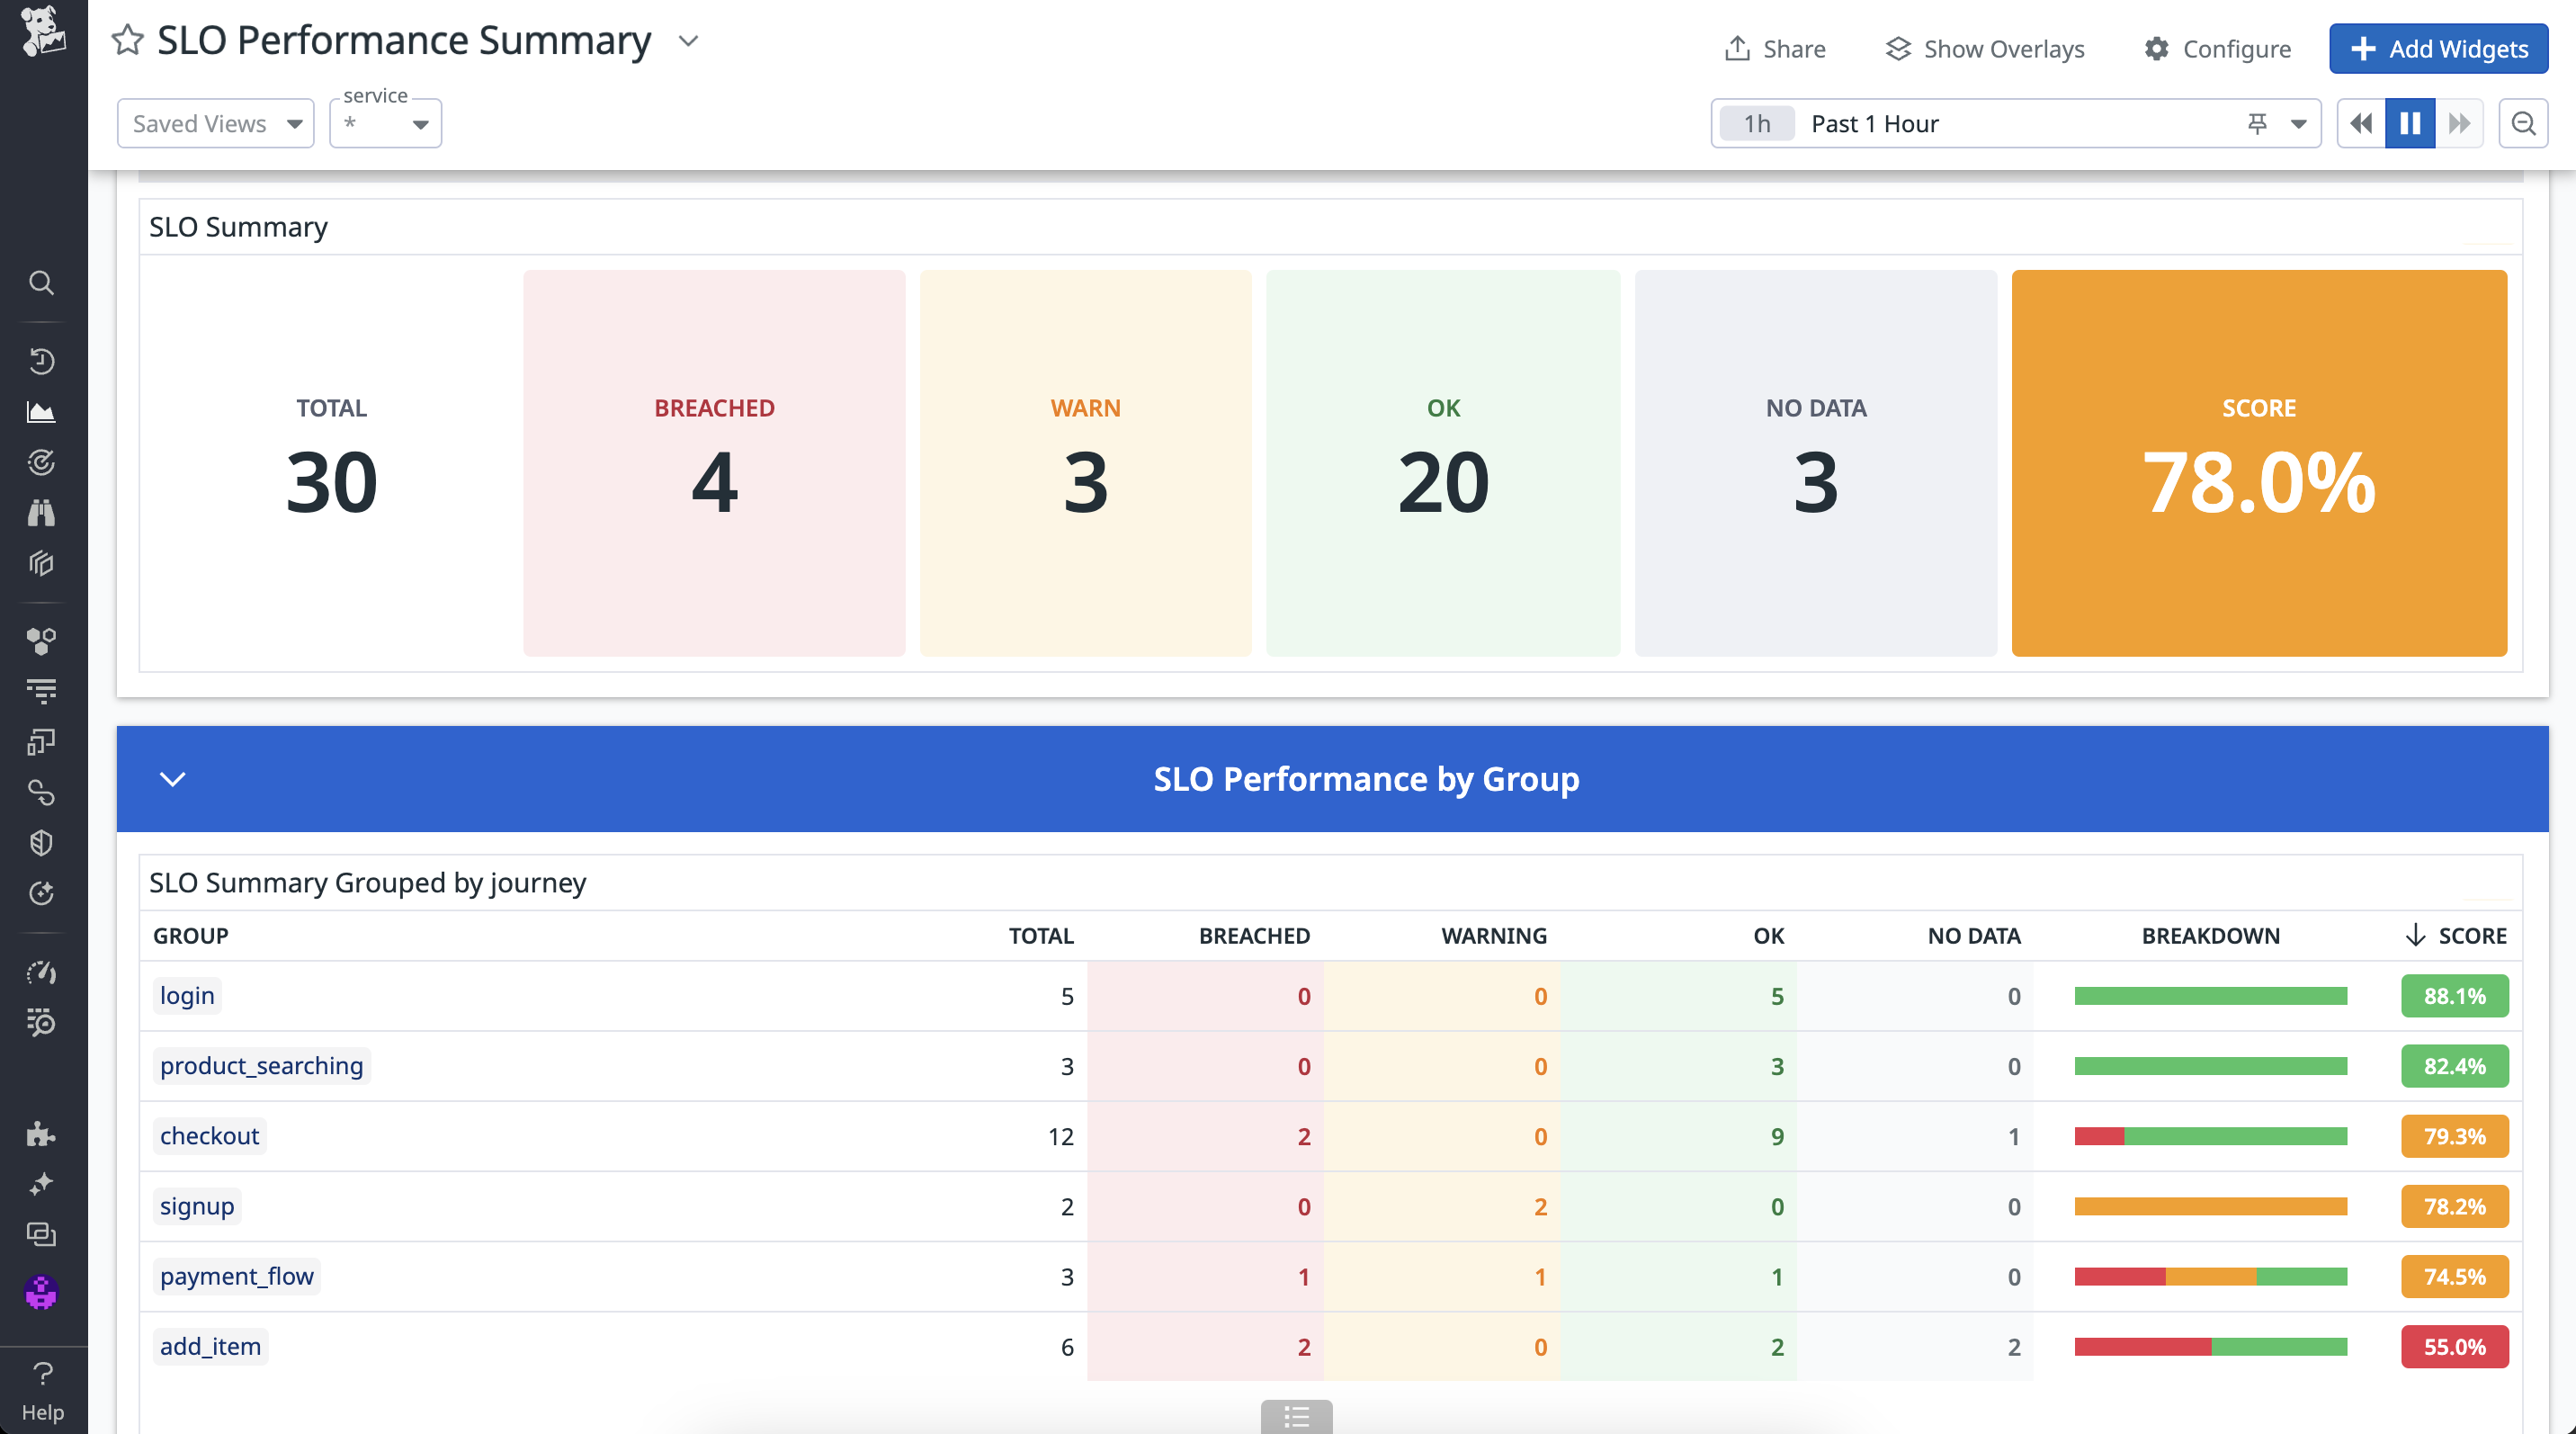 SLO Performance Summary
Share
Show Overlays
Configure
Add Widgets
Saved Views
service
*
1h Past 1 Hour
SLO Summary
TOTAL
30
BREACHED
4
WARN
3
OK
20
NO DATA
3
SCORE
78.0%
SLO Performance by Group
SLO Summary Grouped by journey
GROUP TOTAL BREACHED WARNING OK NO DATA BREAKDOWN SCORE
login 5 0 0 5 0 88.1%
product_searching 3 0 0 3 0 82.4%
checkout 12 2 0 9 1 79.3%
signup 2 0 2 0 0 78.2%
payment_flow 3 1 1 1 0 74.5%
add_item 6 2 0 2 2 55.0%
Help